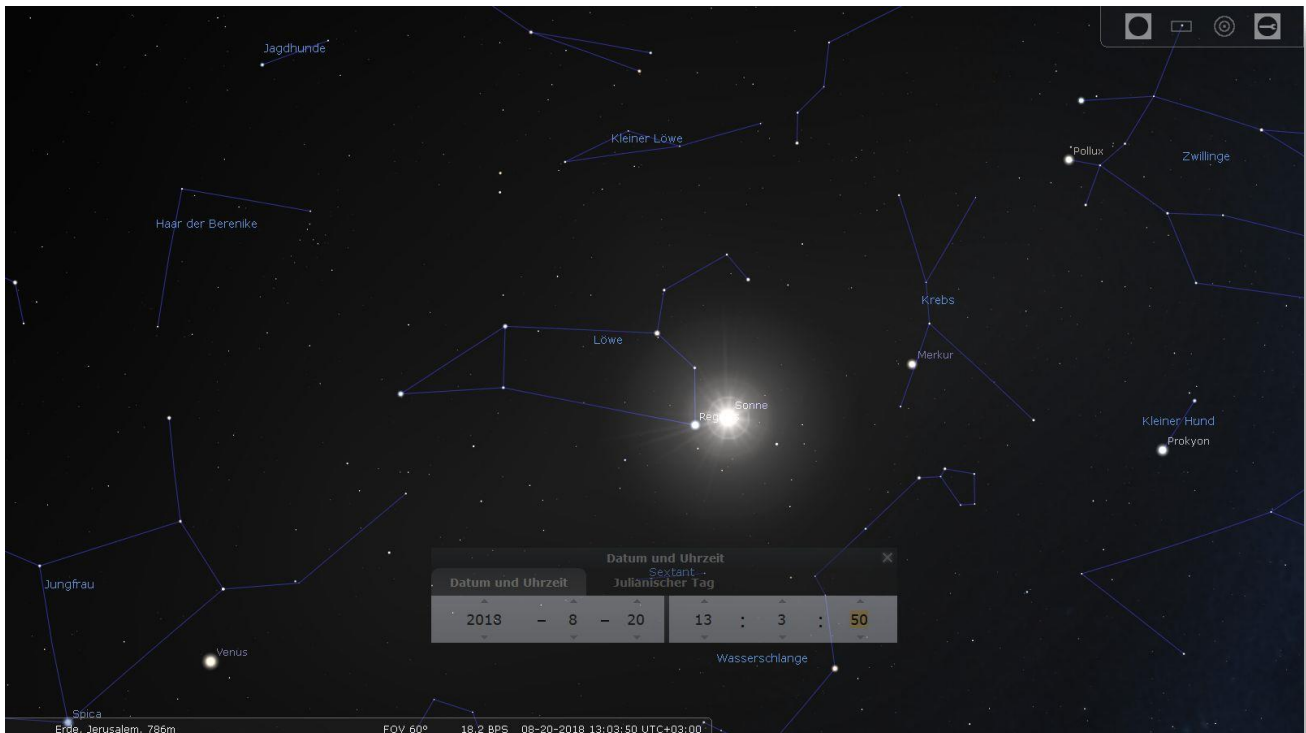 Jagdhunde
Kleiner Löwe
Pollux
Zwillinge
Haar der Berenike
Krebs
Löwe
Merkur
Sonne
Reg
Kleiner Hund
Prokyon
Datum und Uhrzeit
Sextant
Datum und Uhrzeit Julianischer Tag
Jungfrau
2018 - 8 - 20 13 : 3 : 50
Venus
Wasserschlange
Spica
Erde, Jerusalem, 786m FOV 60° 18.2 BPS 08-20-2018 13:03:50 UTC+03:00